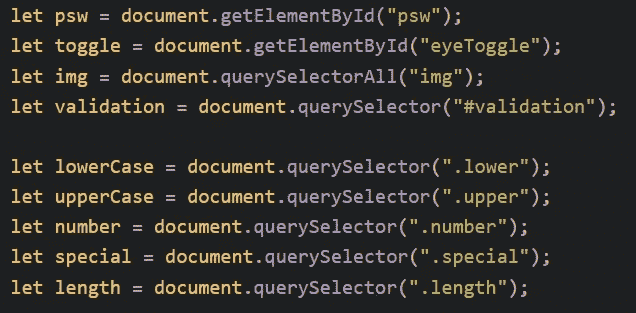 let psw = document.getElementById("psw");
let toggle = document.getElementById("eyeToggle");
let img = document.querySelectorAll("img");
let validation = document.querySelector("#validation");
let lowerCase = document.querySelector(".lower");
let upperCase = document.querySelector(".upper");
let number = document.querySelector(".number");
let special = document.querySelector(".special");
let length = document.querySelector(".length");